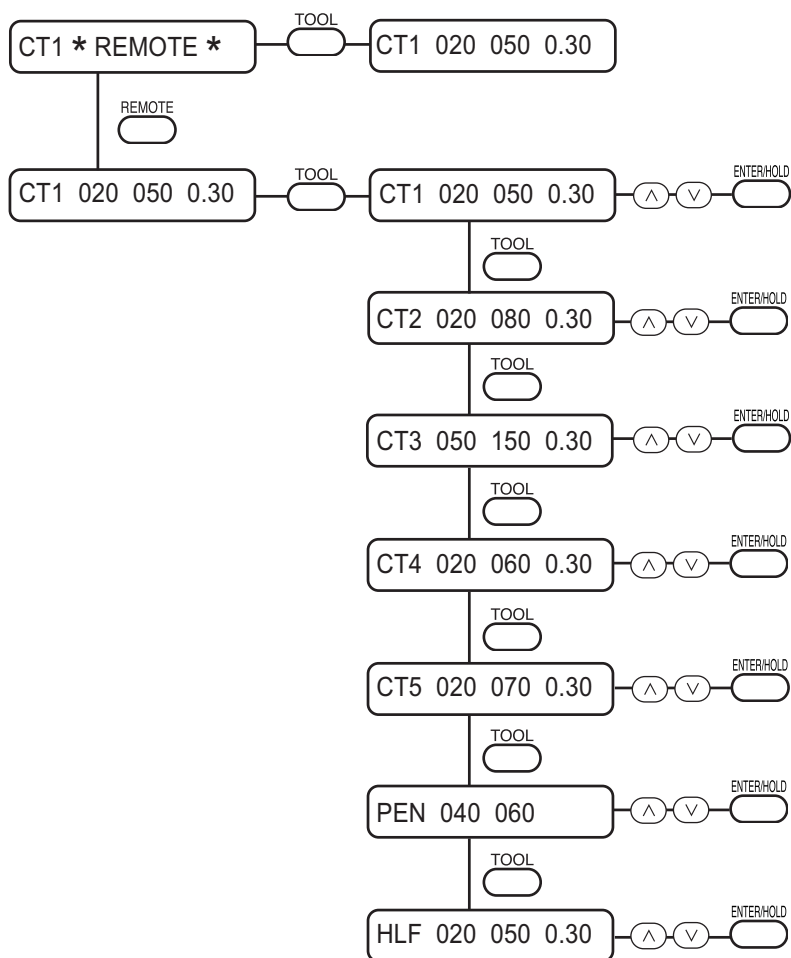 TOOL
CT1 * REMOTE *
CT1 020 050 0.30
REMOTE
CT1 020 050 0.30
TOOL
CT1 020 050 0.30
ENTER/HOLD
TOOL
CT2 020 080 0.30
ENTER/HOLD
TOOL
CT3 050 150 0.30
ENTER/HOLD
TOOL
CT4 020 060 0.30
ENTER/HOLD
TOOL
CT5 020 070 0.30
ENTER/HOLD
TOOL
PEN 040 060
ENTER/HOLD
TOOL
HLF 020 050 0.30
ENTER/HOLD